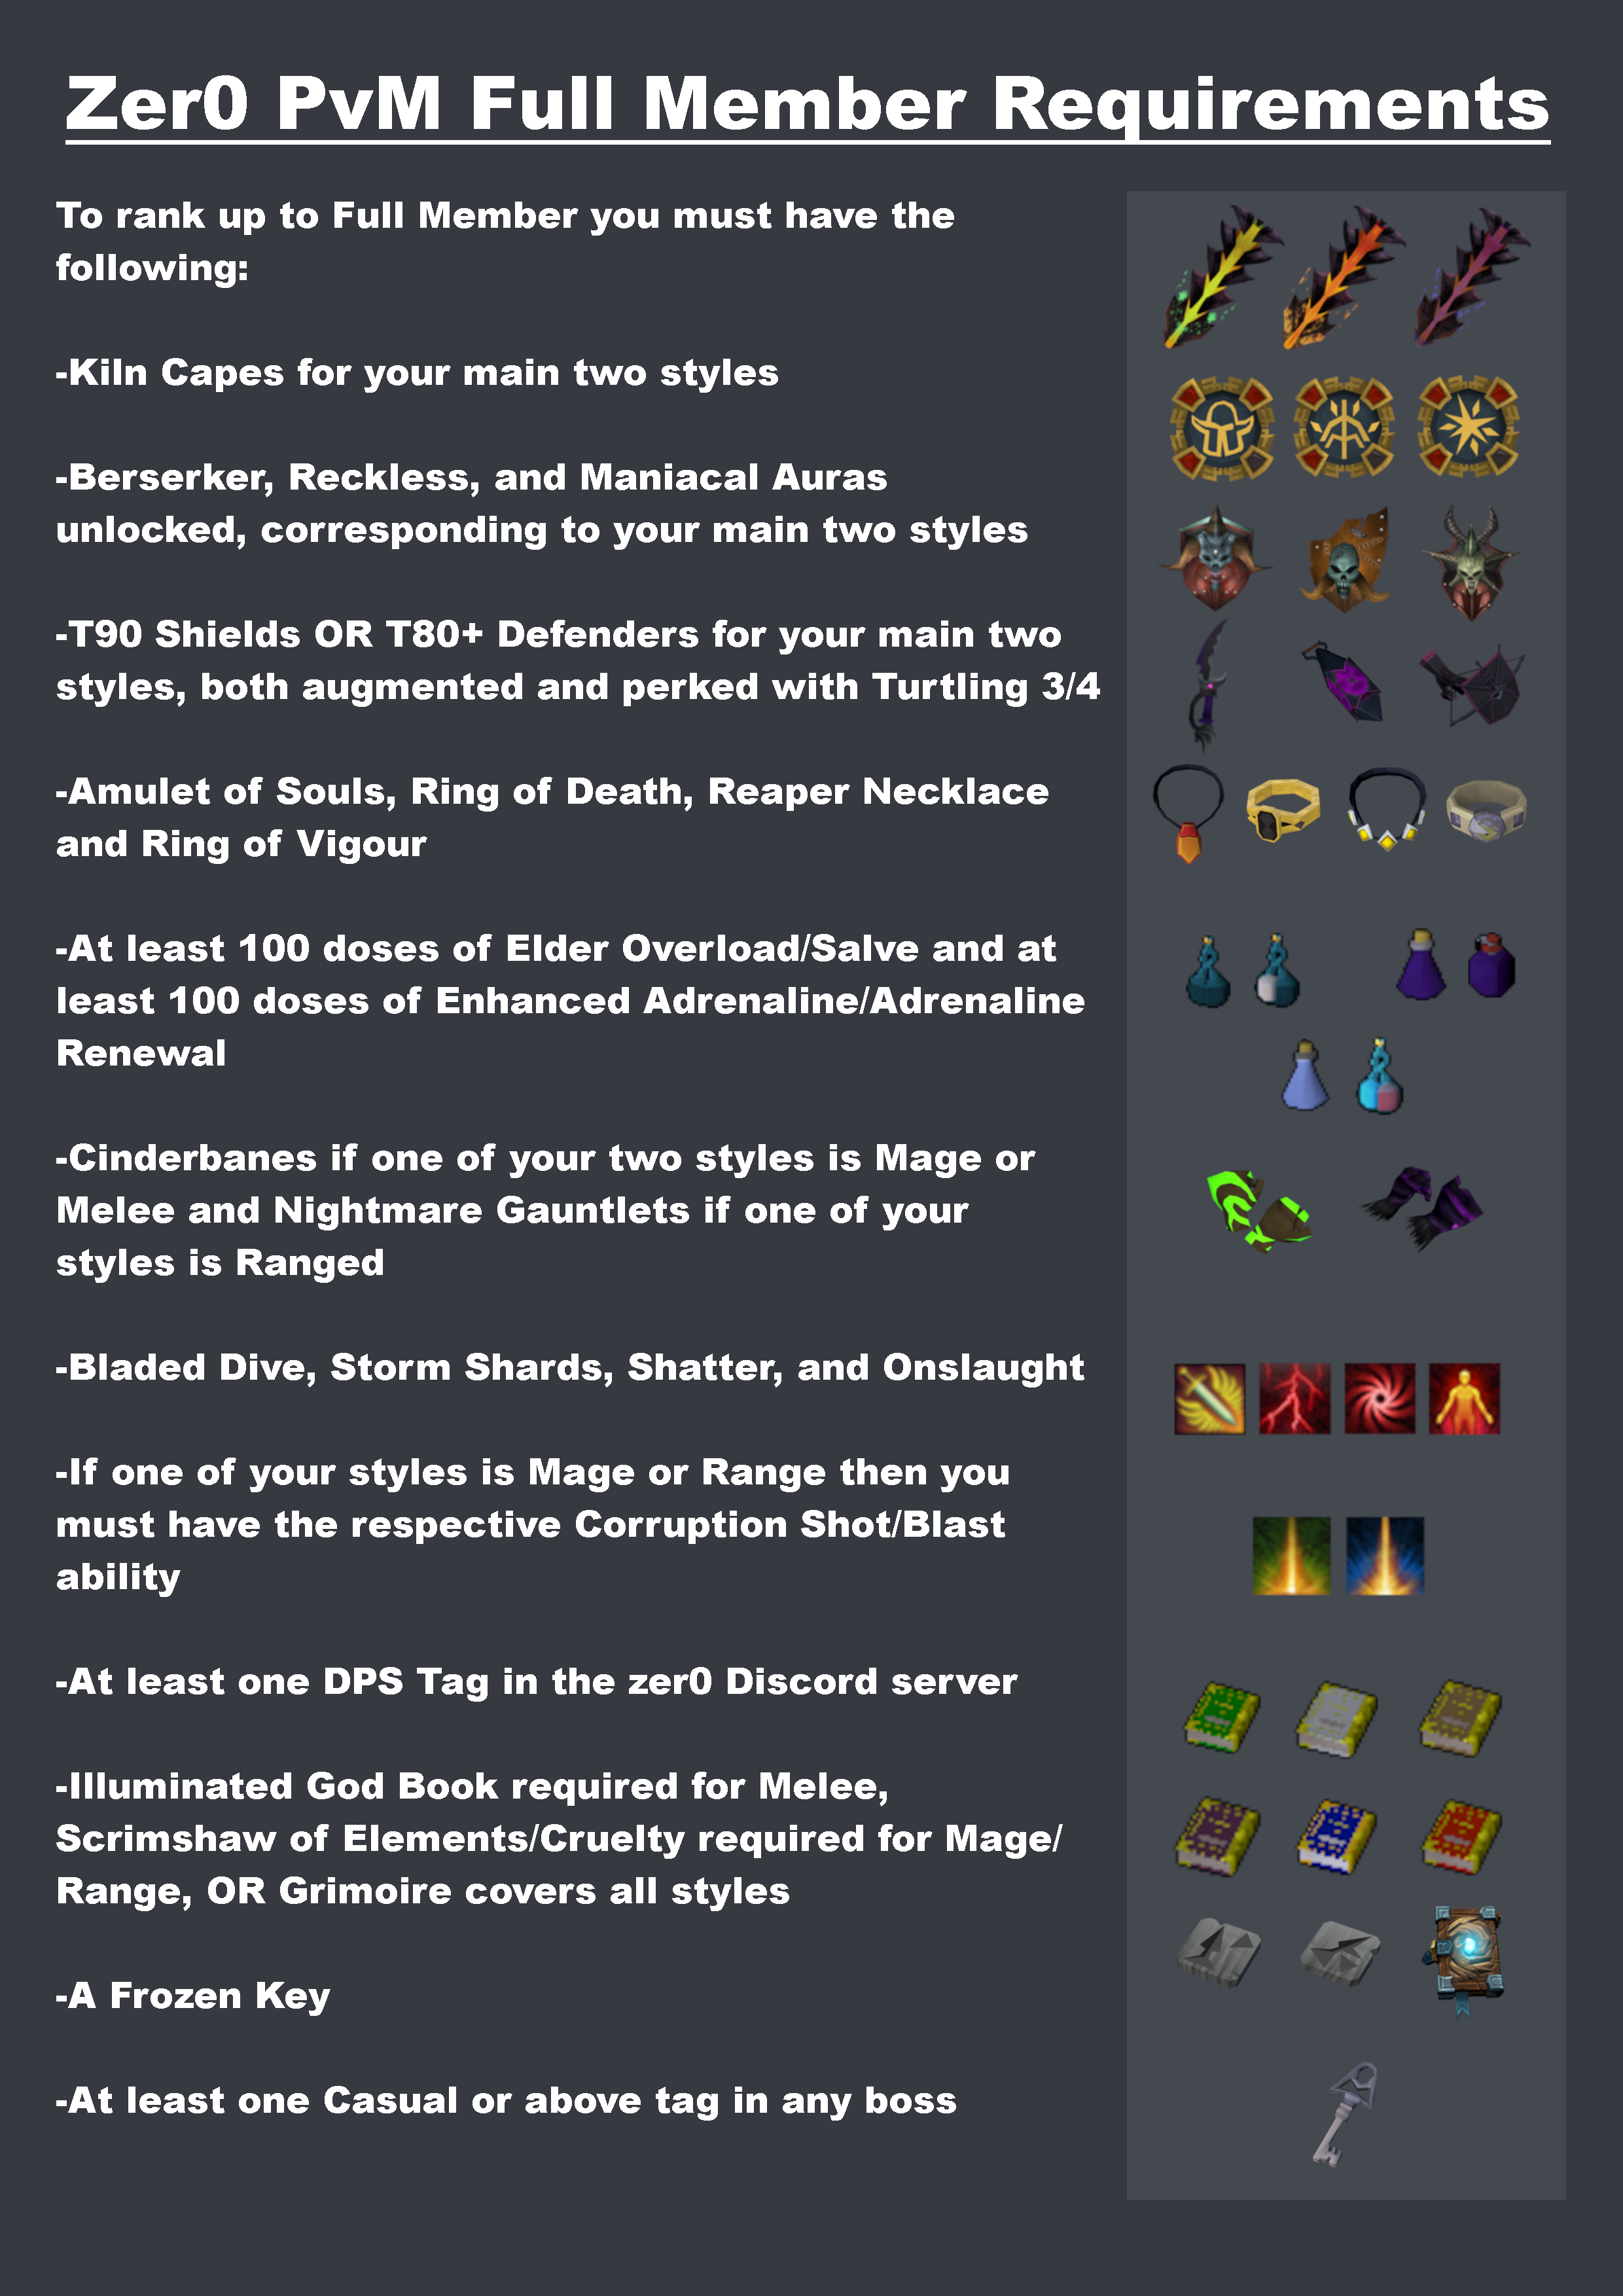 Zer0 PvM Full Member Requirements
To rank up to Full Member you must have the
following:
-Kiln Capes for your main two styles
-Berserker, Reckless, and Maniacal Auras
unlocked, corresponding to your main two styles
-T90 Shields OR T80+ Defenders for your main two
styles, both augmented and perked with Turtling 3/4
-Amulet of Souls, Ring of Death, Reaper Necklace
and Ring of Vigour
-At least 100 doses of Elder Overload/Salve and at
least 100 doses of Enhanced Adrenaline/Adrenaline
Renewal
-Cinderbanes if one of your two styles is Mage or
Melee and Nightmare Gauntlets if one of your
styles is Ranged
-Bladed Dive, Storm Shards, Shatter, and Onslaught
-If one of your styles is Mage or Range then you
must have the respective Corruption Shot/Blast
ability
-At least one DPS Tag in the zer0 Discord server
-Illuminated God Book required for Melee,
Scrimshaw of Elements/Cruelty required for Mage/
Range, OR Grimoire covers all styles
-A Frozen Key
-At least one Casual or above tag in any boss